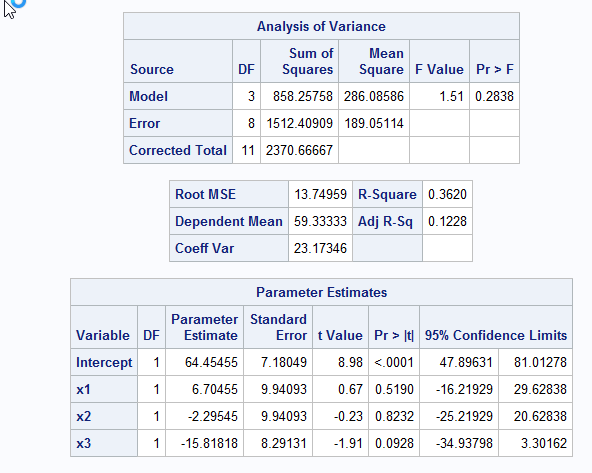 Analysis of Variance
Source DF Sum of Squares Mean Square F Value Pr > F
Model 3 858.25758 286.08586 1.51 0.2838
Error 8 1512.40909 189.05114
Corrected Total 11 2370.66667
Root MSE 13.74959 R-Square 0.3620
Dependent Mean 59.33333 Adj R-Sq 0.1228
Coeff Var 23.17346
Parameter Estimates
Variable DF Parameter Estimate Standard Error t Value Pr > |t| 95% Confidence Limits
Intercept 1 64.45455 7.18049 8.98 <.0001 47.89631 81.01278
x1 1 6.70455 9.94093 0.67 0.5190 -16.21929 29.62838
x2 1 -2.29545 9.94093 -0.23 0.8232 -25.21929 20.62838
x3 1 -15.81818 8.29131 -1.91 0.0928 -34.93798 3.30162